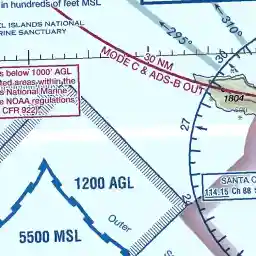 in hundreds of feet MSL
EL ISLANDS NATIONAL
RINE SANCTUARY
295°
310°
30 NM
MODE C & ADS-B OUT
30
1804
s below 1000' AGL
ted areas within the
s National Marine
e NOAA regulations
CFR 922)
27
1200 AGL
SANTA C
114.15 Ch 88
24
Outer
5500 MSL